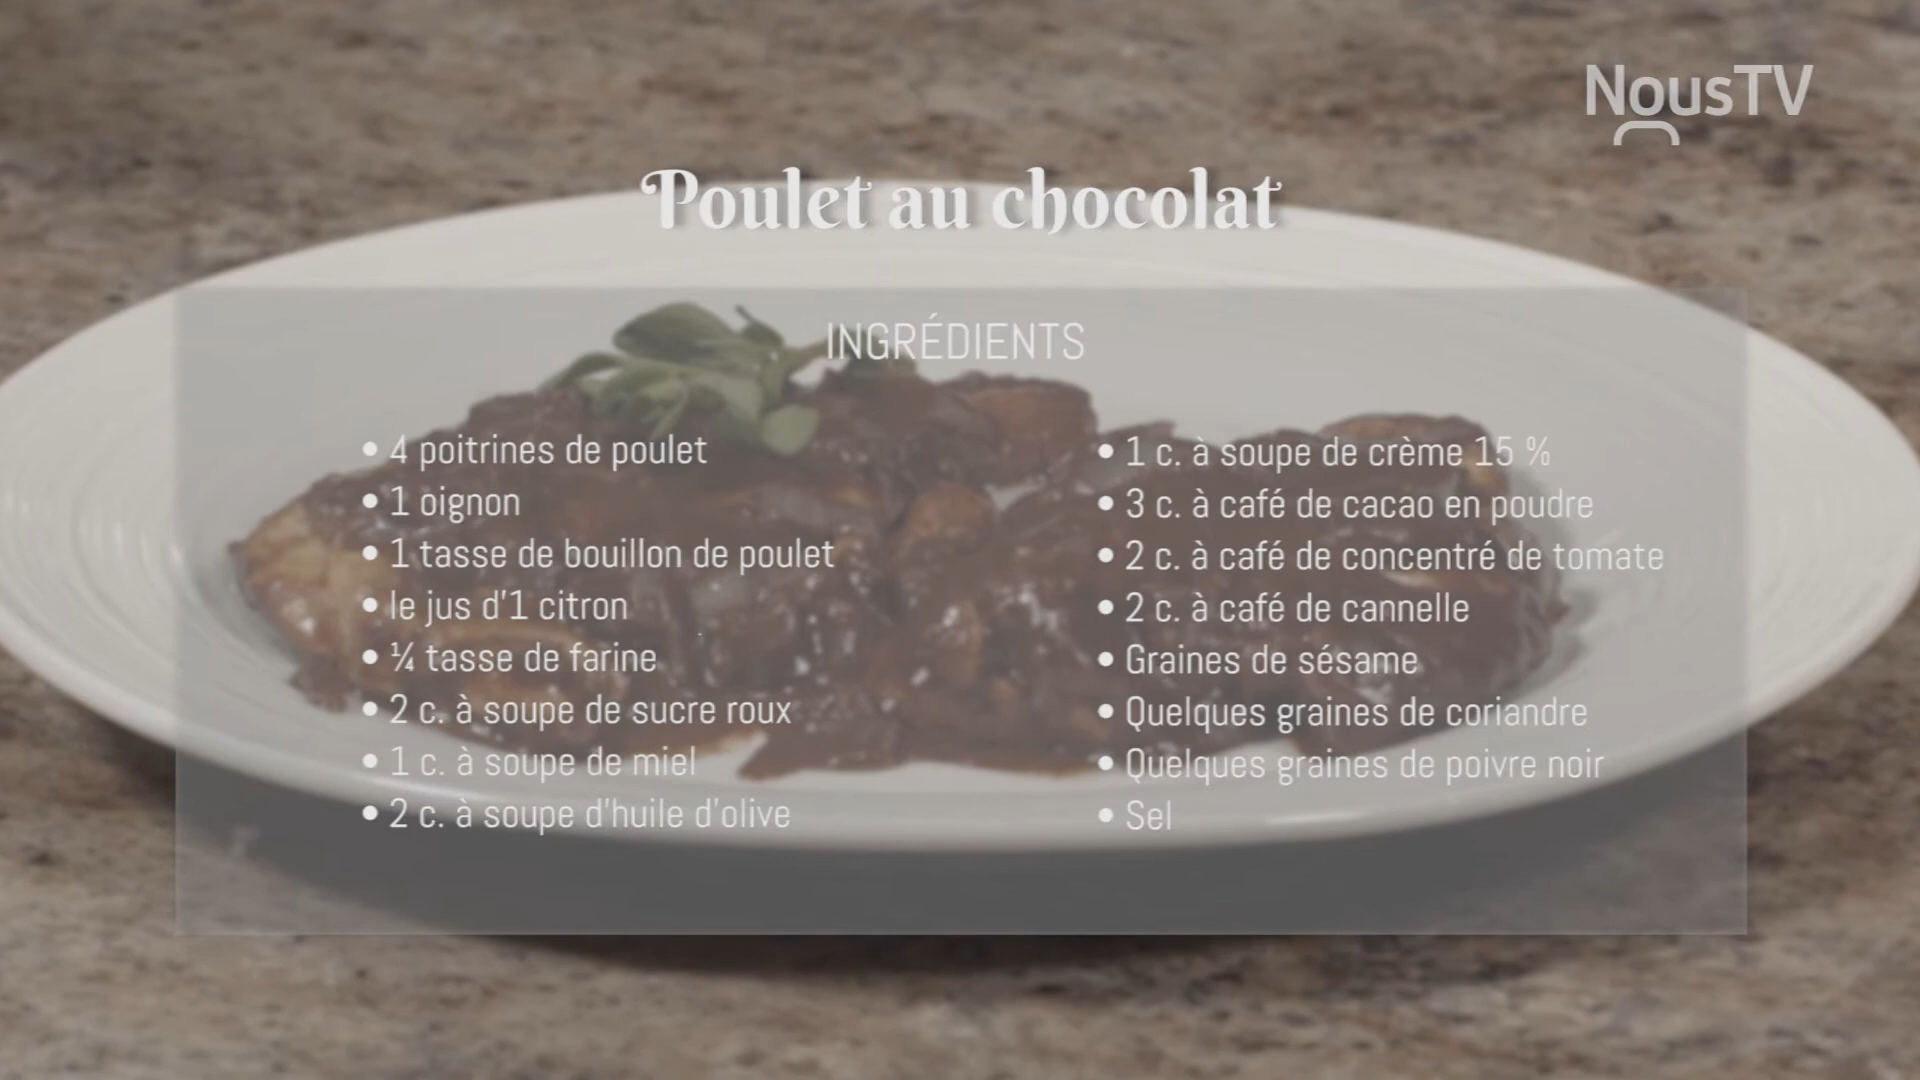 NousTV
Poulet au chocolat
INGRÉDIENTS
• 4 poitrines de poulet
• 1 oignon
• 1 tasse de bouillon de poulet
• le jus d'1 citron
• ¼ tasse de farine
• 2 c. à soupe de sucre roux
• 1 c. à soupe de miel
• 2 c. à soupe d'huile d'olive
• 1 c. à soupe de crème 15 %
• 3 c. à café de cacao en poudre
• 2 c. à café de concentré de tomate
• 2 c. à café de cannelle
• Graines de sésame
• Quelques graines de coriandre
• Quelques graines de poivre noir
• Sel